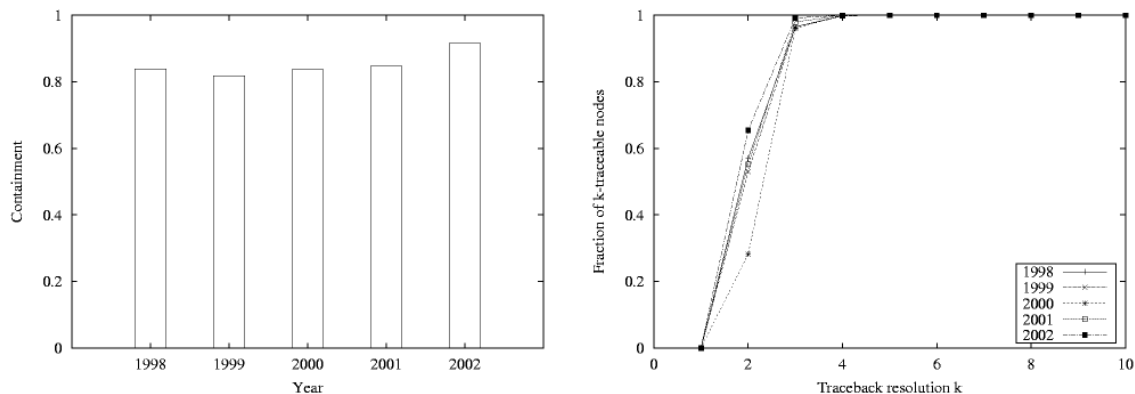 1
0.8
0.6
0.4
0.2
0
Containment
1998 1999 2000 2001 2002
Year
1
0.8
0.6
0.4
0.2
0
Fraction of k-traceable nodes
0 2 4 6 8 10
Traceback resolution k
1998
1999
2000
2001
2002